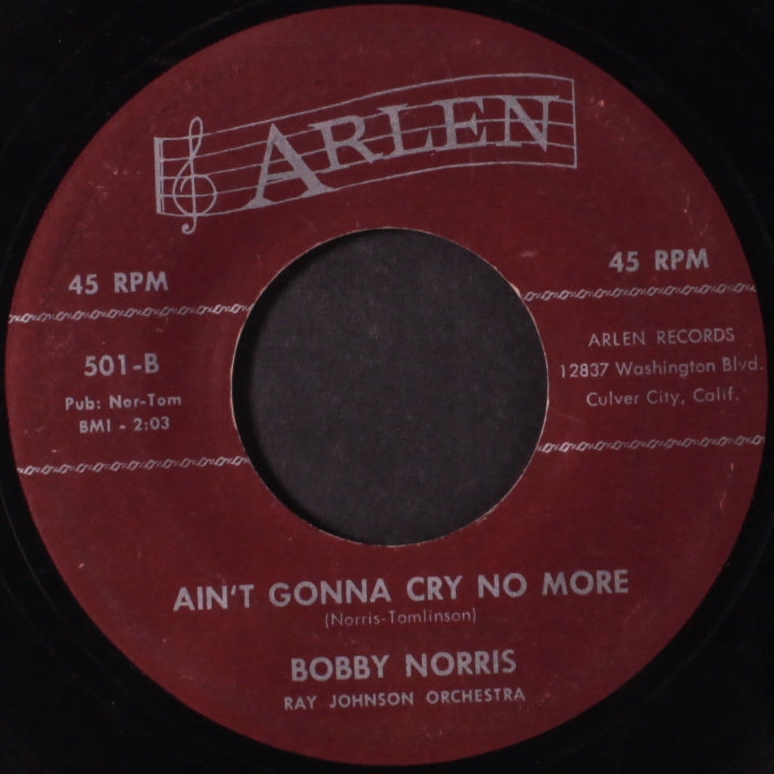 ARLEN
45 RPM
45 RPM
501-B
Pub: Nor-Tom
BMI - 2:03
ARLEN RECORDS
12837 Washington Blvd.
Culver City, Calif.
AIN'T GONNA CRY NO MORE
(Norris-Tomlinson)
BOBBY NORRIS
RAY JOHNSON ORCHESTRA